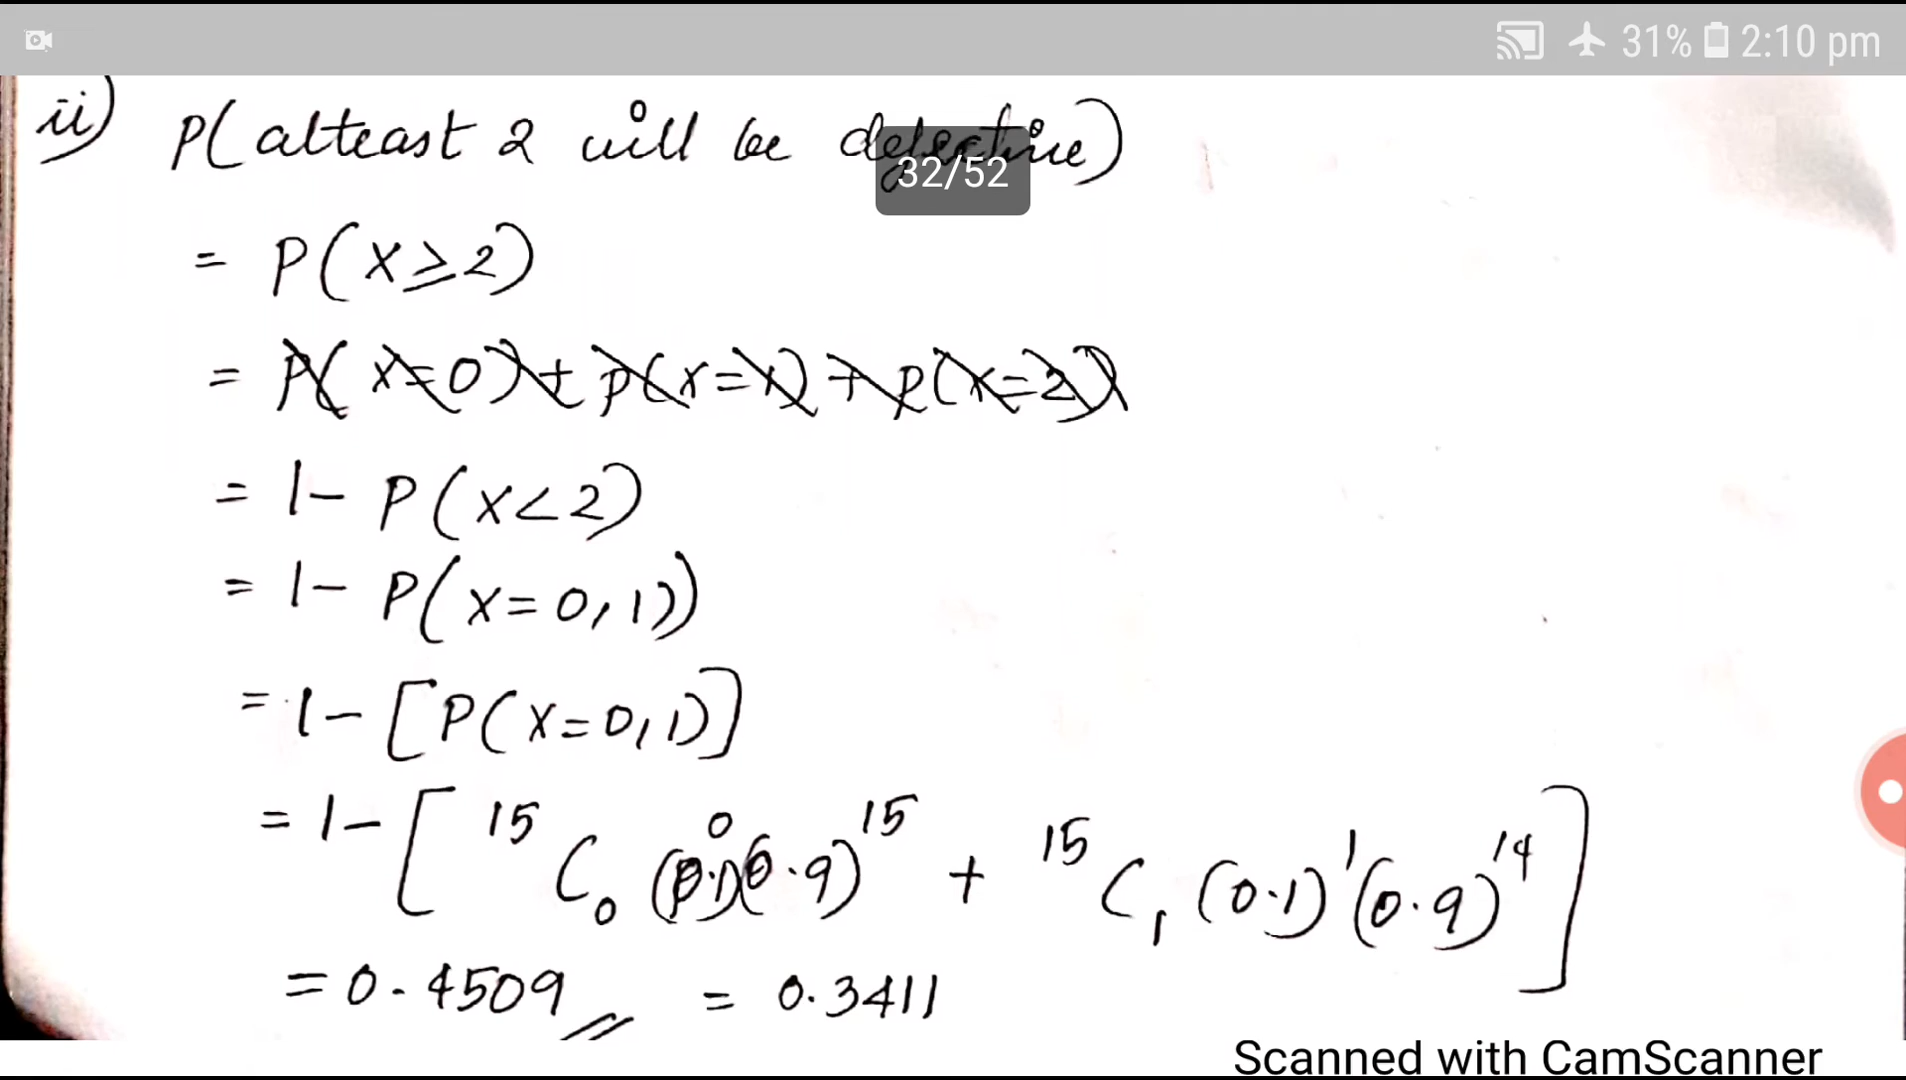 31% 2:10 pm
ii) P(alteast 2 will be defective)
32/52
= P(X≥2)
= P(X=0)+P(X=1)+P(X=2)
= 1- P(X<2)
= 1- P(X=0,1))
= 1- [P(X=0,1)]
= 1- [ ¹⁵C₀ (0.1)⁰(0.9)¹⁵ + ¹⁵C₁ (0.1)¹(0.9)¹⁴ ]
= 0.4509 = 0.3411
Scanned with CamScanner